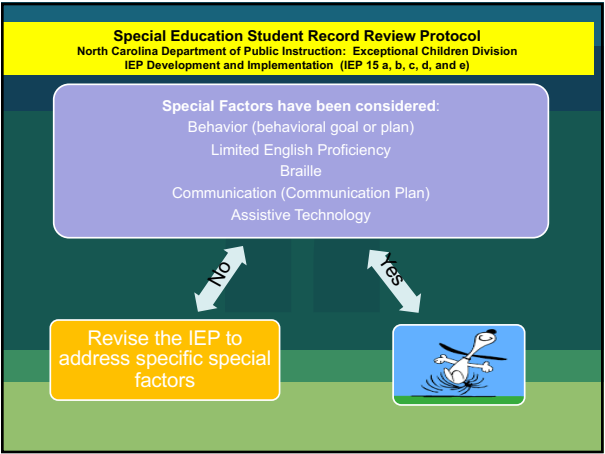 Special Education Student Record Review Protocol
North Carolina Department of Public Instruction:  Exceptional Children Division
IEP Development and Implementation  (IEP 15 a, b, c, d, and e)
Special Factors have been considered:
Behavior (behavioral goal or plan)
Limited English Proficiency
Braille
Communication (Communication Plan)
Assistive Technology
No
Yes
Revise the IEP to
address specific special
factors